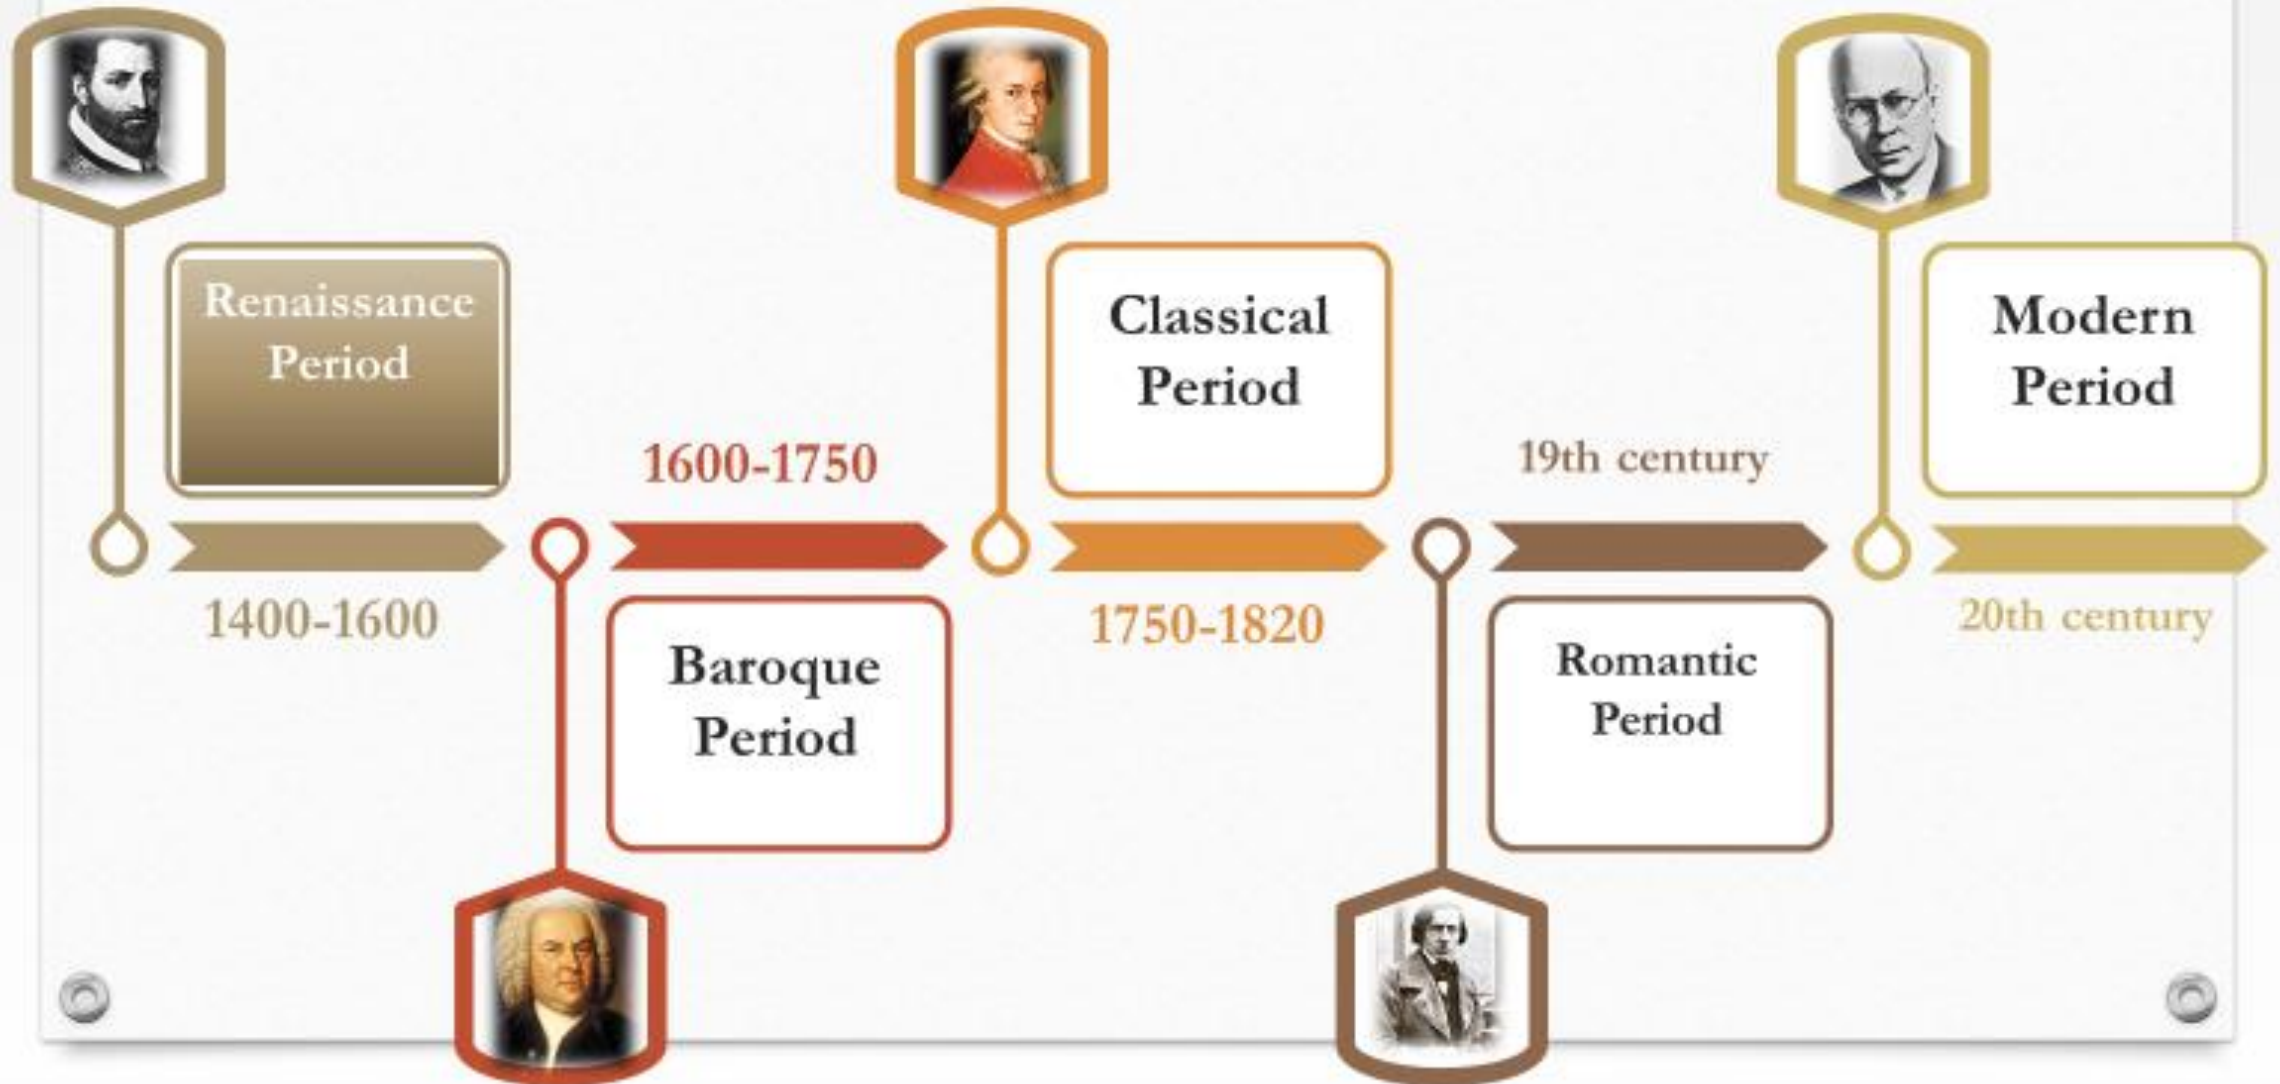 Renaissance
Period
1400-1600
1600-1750
Baroque
Period
Classical
Period
1750-1820
19th century
Romantic
Period
Modern
Period
20th century